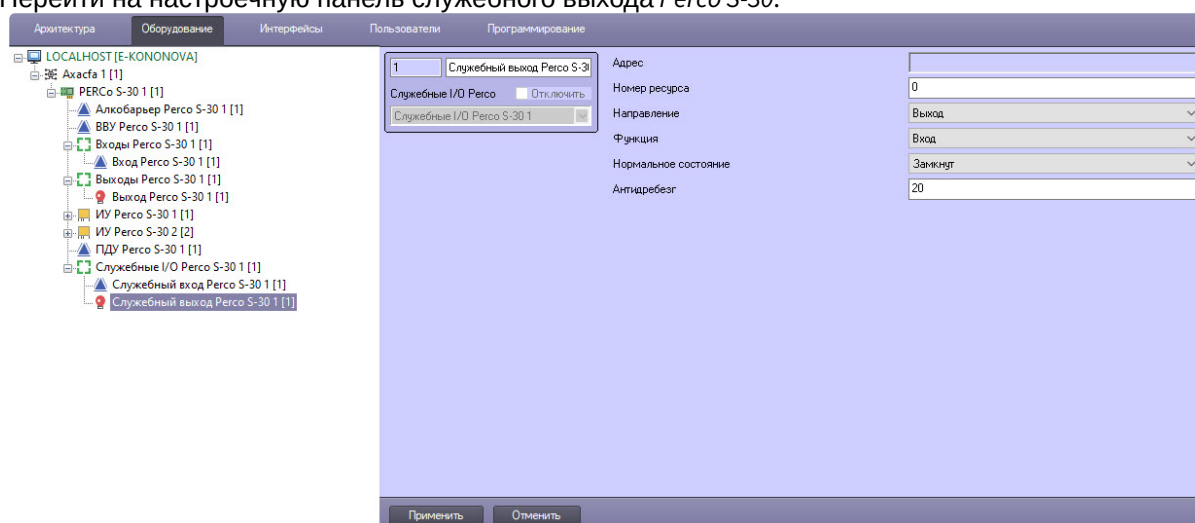 Перейти на настроечную панель служебного выхода Perco S-30.
Архитектура Оборудование Интерфейсы Пользователи Программирование
LOCALHOST [E-KONONOVA]
Axacfa 1 [1]
PERCo S-30 1 [1]
Алкобарьер Perco S-30 1 [1]
ВВУ Perco S-30 1 [1]
Входы Perco S-30 1 [1]
Вход Perco S-30 1 [1]
Выходы Perco S-30 1 [1]
Выход Perco S-30 1 [1]
ИУ Perco S-30 1 [1]
ИУ Perco S-30 2 [2]
ПДУ Perco S-30 1 [1]
Служебные I/O Perco S-30 1 [1]
Служебный вход Perco S-30 1 [1]
Служебный выход Perco S-30 1 [1]
1 Служебный выход Perco S-3
Служебные I/O Perco Отключить
Служебные I/O Perco S-30 1
Адрес
Номер ресурса 0
Направление Выход
Функция Вход
Нормальное состояние Замкнут
Антидребезг 20
Применить Отменить